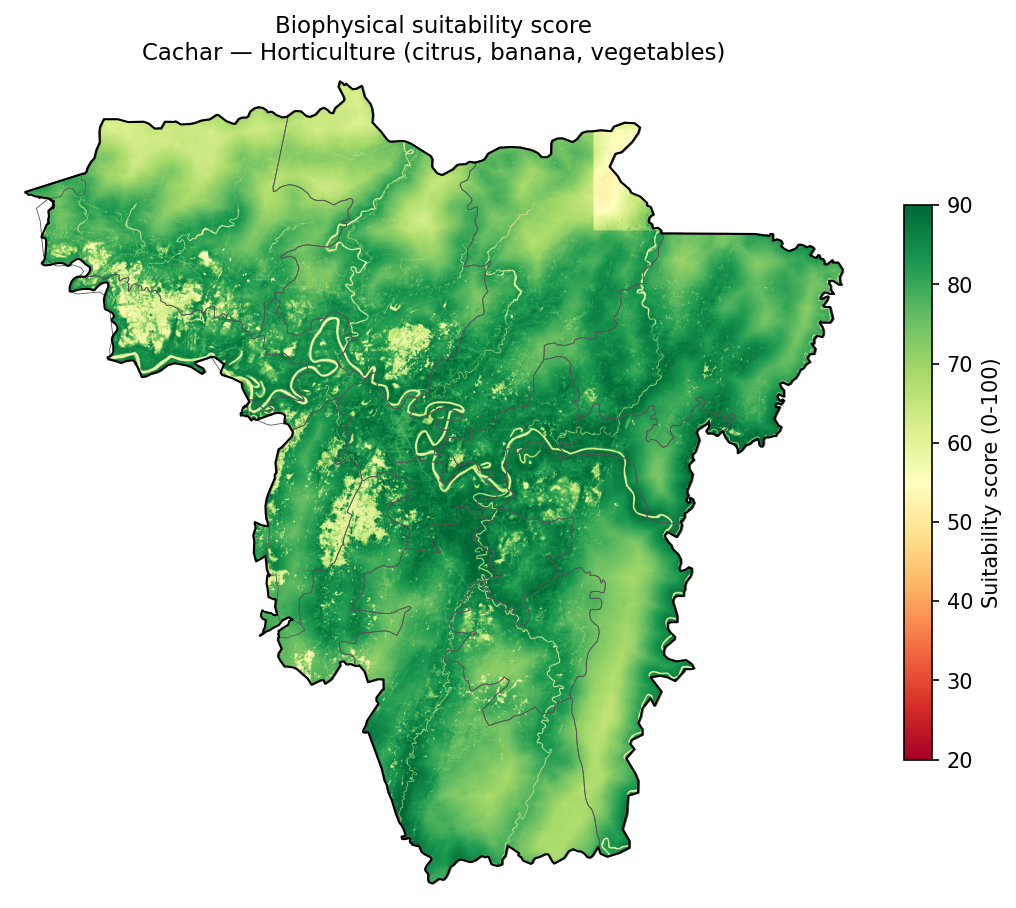 Biophysical suitability score
Cachar — Horticulture (citrus, banana, vegetables)
90
80
70
60
50
40
30
20
Suitability score (0-100)